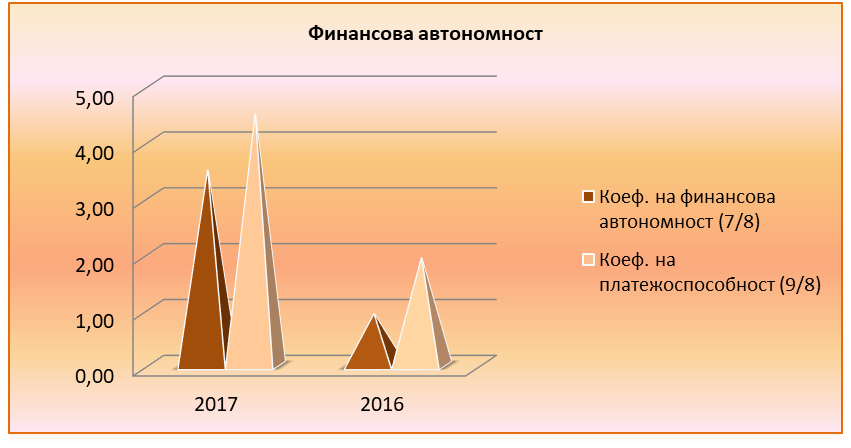 Финансова автономност
5,00
4,00
3,00
2,00
1,00
0,00
2017
2016
Коеф. на финансова
автономност (7/8)
Коеф. на
платежоспособност (9/8)